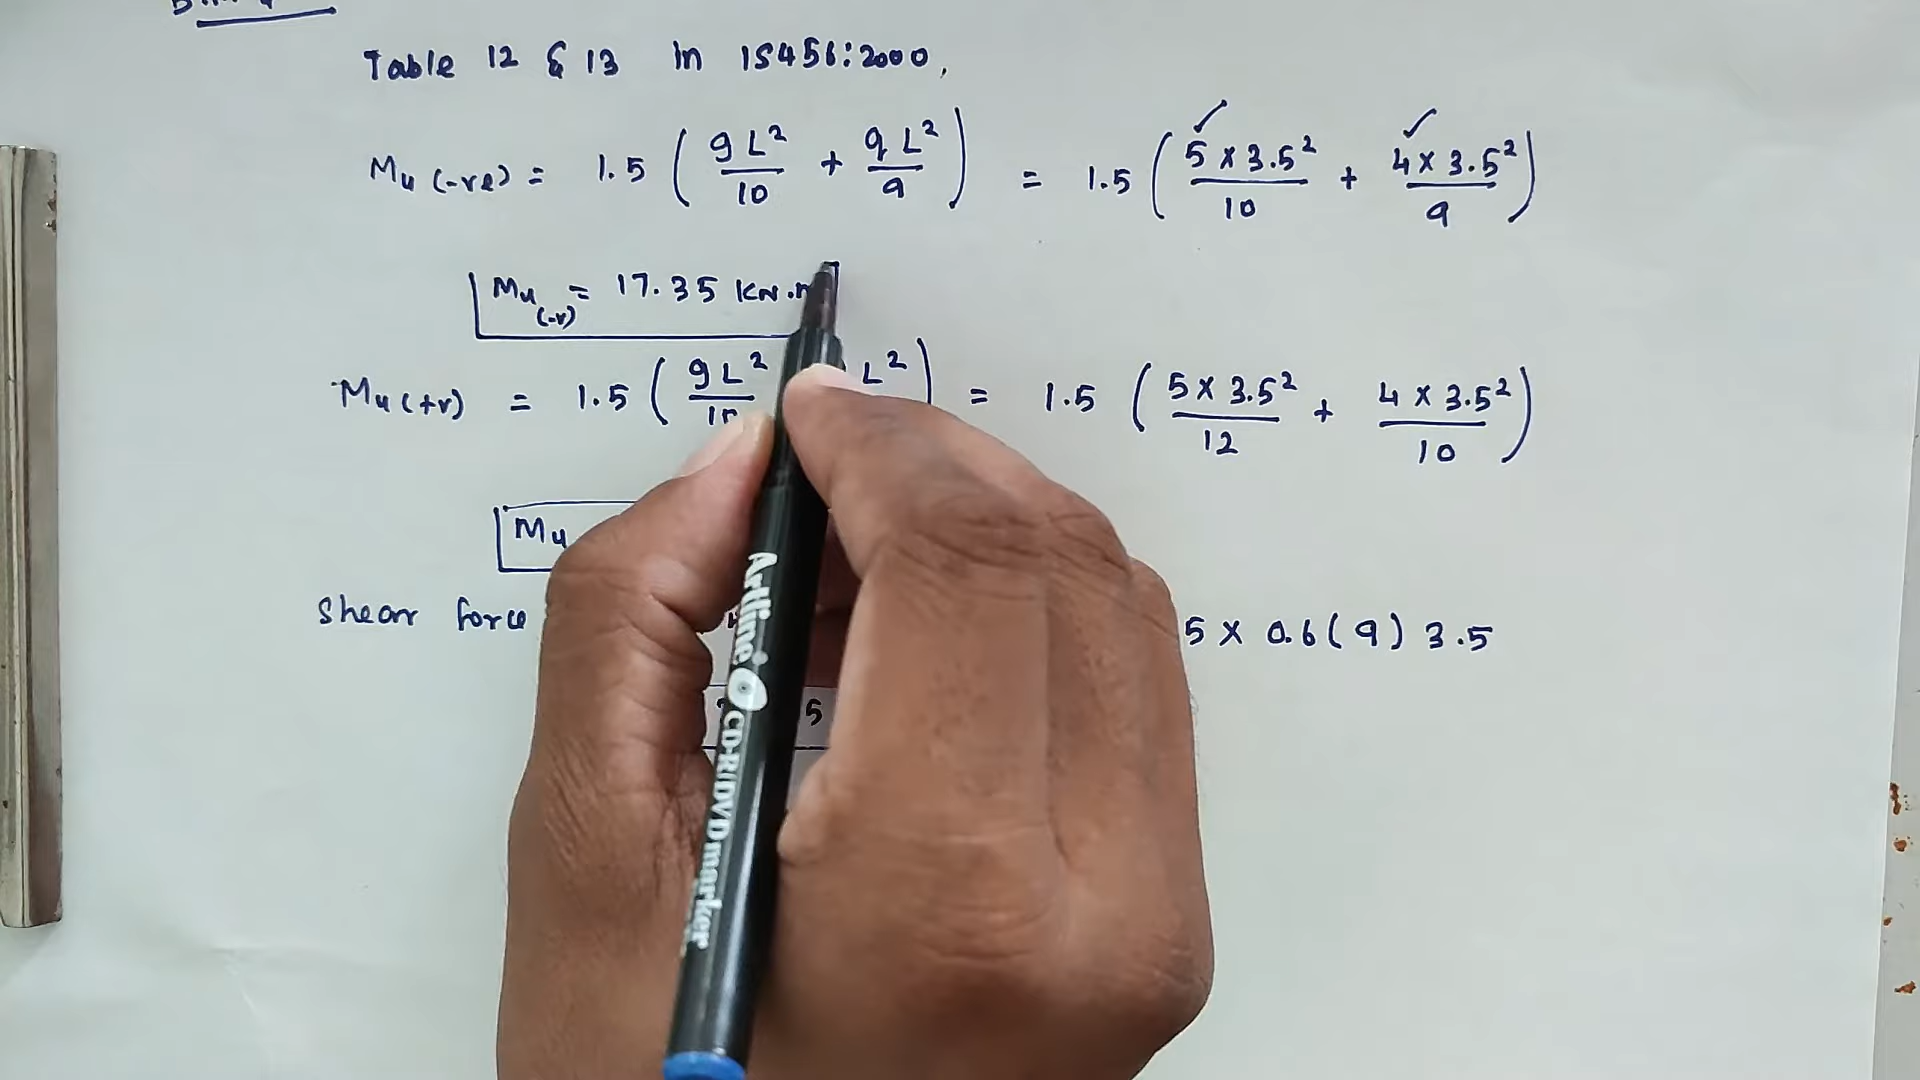 Table 12 & 13 In IS456:2000,
Mu (-ve) = 1.5 ( gL²/10 + qL²/9 ) = 1.5 ( 5 x 3.5²/10 + 4 x 3.5²/9 )
Mu (-v) = 17.35 KN.m
Mu (+v) = 1.5 ( gL² L² ) = 1.5 ( 5 x 3.5²/12 + 4 x 3.5²/10 )
Mu
Shear force 5 x 0.6 (9) 3.5
5
Artline CD-R/DVD marker